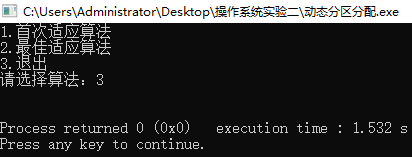 C:\Users\Administrator\Desktop\操作系统实验二\动态分区分配.exe
1.首次适应算法
2.最佳适应算法
3.退出
请选择算法：3
Process returned 0 (0x0)   execution time : 1.532 s
Press any key to continue.